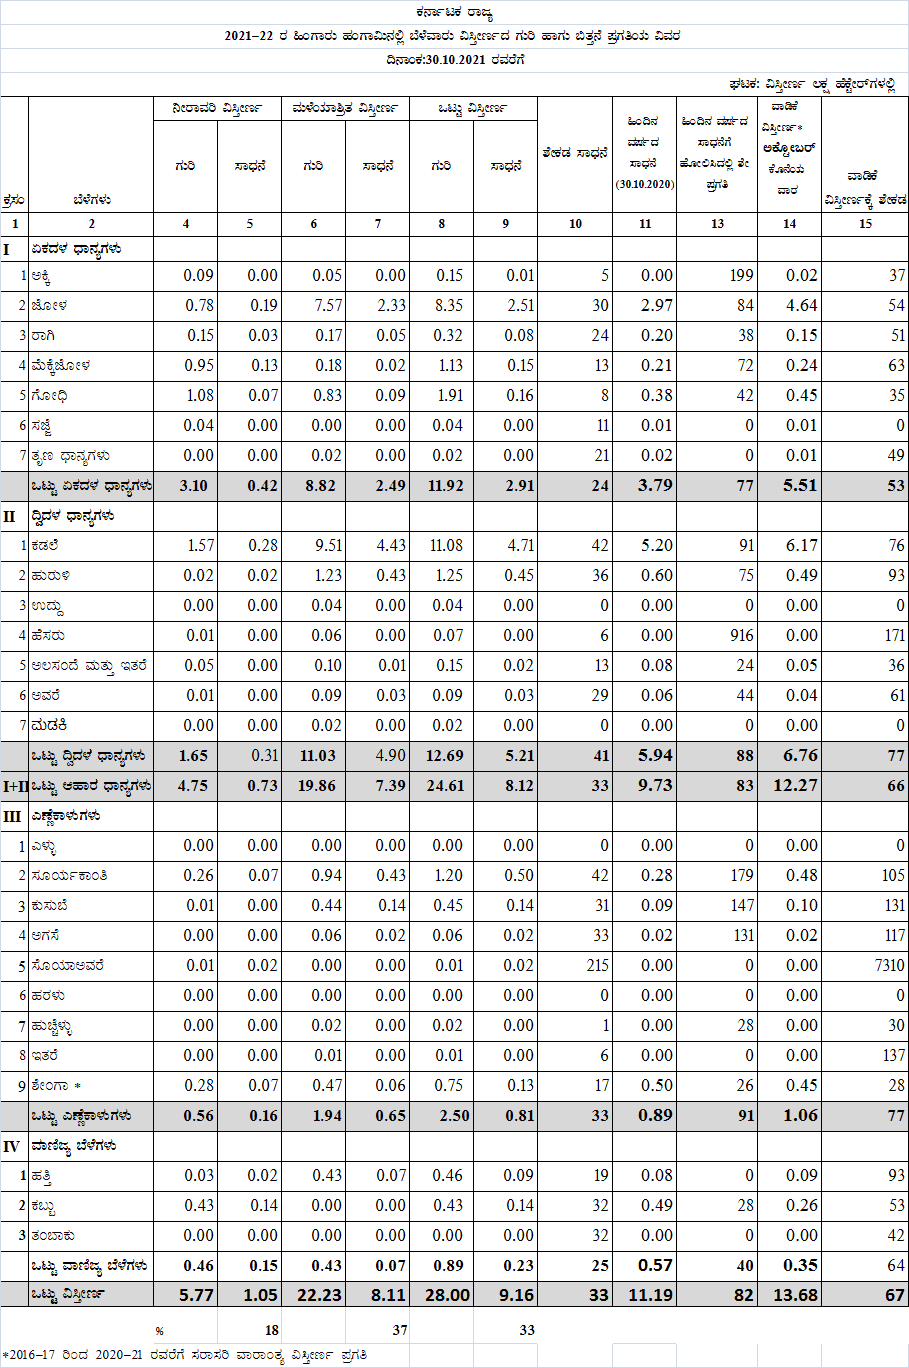 ಕರ್ನಾಟಕ ರಾಜ್ಯ
2021-22 ರ ಹಿಂಗಾರು ಹಂಗಾಮಿನಲ್ಲಿ ಬೆಳೆವಾರು ವಿಸ್ತೀರ್ಣದ ಗುರಿ ಹಾಗು ಬಿತ್ತನೆ ಪ್ರಗತಿಯ ವಿವರ
ದಿನಾಂಕ:30.10.2021 ರವರೆಗೆ
ಘಟಕ: ವಿಸ್ತೀರ್ಣ ಲಕ್ಷ ಹೆಕ್ಟೇರ್‌ಗಳಲ್ಲಿ
ಕ್ರಸಂ ಬೆಳೆಗಳು ನೀರಾವರಿ ವಿಸ್ತೀರ್ಣ ಮಳೆಯಾಶ್ರಿತ ವಿಸ್ತೀರ್ಣ ಒಟ್ಟು ವಿಸ್ತೀರ್ಣ ಶೇಕಡ ಸಾಧನೆ ಹಿಂದಿನ ವರ್ಷದ ಸಾಧನೆ (30.10.2020) ಹಿಂದಿನ ವರ್ಷದ ಸಾಧನೆಗೆ ಹೋಲಿಸಿದಲ್ಲಿ ಶೇ ಪ್ರಗತಿ ವಾಡಿಕೆ ವಿಸ್ತೀರ್ಣ* ಅಕ್ಟೋಬರ್ ಕೊನೆಯ ವಾರ ವಾಡಿಕೆ ವಿಸ್ತೀರ್ಣಕ್ಕೆ ಶೇಕಡ
ಗುರಿ ಸಾಧನೆ ಗುರಿ ಸಾಧನೆ ಗುರಿ ಸಾಧನೆ
1 2 4 5 6 7 8 9 10 11 13 14 15
I ಏಕದಳ ಧಾನ್ಯಗಳು
1 ಅಕ್ಕಿ 0.09 0.00 0.05 0.00 0.15 0.01 5 0.00 199 0.02 37
2 ಜೋಳ 0.78 0.19 7.57 2.33 8.35 2.51 30 2.97 84 4.64 54
3 ರಾಗಿ 0.15 0.03 0.17 0.05 0.32 0.08 24 0.20 38 0.15 51
4 ಮೆಕ್ಕೆಜೋಳ 0.95 0.13 0.18 0.02 1.13 0.15 13 0.21 72 0.24 63
5 ಗೋಧಿ 1.08 0.07 0.83 0.09 1.91 0.16 8 0.38 42 0.45 35
6 ಸಜ್ಜೆ 0.04 0.00 0.00 0.00 0.04 0.00 11 0.01 0 0.01 0
7 ತೃಣ ಧಾನ್ಯಗಳು 0.00 0.00 0.02 0.00 0.02 0.00 21 0.02 0 0.01 49
ಒಟ್ಟು ಏಕದಳ ಧಾನ್ಯಗಳು 3.10 0.42 8.82 2.49 11.92 2.91 24 3.79 77 5.51 53
II ದ್ವಿದಳ ಧಾನ್ಯಗಳು
1 ಕಡಲೆ 1.57 0.28 9.51 4.43 11.08 4.71 42 5.20 91 6.17 76
2 ಹುರುಳಿ 0.02 0.02 1.23 0.43 1.25 0.45 36 0.60 75 0.49 93
3 ಉದ್ದು 0.00 0.00 0.04 0.00 0.04 0.00 0 0.00 0 0.00 0
4 ಹೆಸರು 0.01 0.00 0.06 0.00 0.07 0.00 6 0.00 916 0.00 171
5 ಅಲಸಂದೆ ಮತ್ತು ಇತರೆ 0.05 0.00 0.10 0.01 0.15 0.02 13 0.08 24 0.05 36
6 ಅವರೆ 0.01 0.00 0.09 0.03 0.09 0.03 29 0.06 44 0.04 61
7 ಮಡಕಿ 0.00 0.00 0.02 0.00 0.02 0.00 0 0.00 0 0.00 0
ಒಟ್ಟು ದ್ವಿದಳ ಧಾನ್ಯಗಳು 1.65 0.31 11.03 4.90 12.69 5.21 41 5.94 88 6.76 77
I+II ಒಟ್ಟು ಆಹಾರ ಧಾನ್ಯಗಳು 4.75 0.73 19.86 7.39 24.61 8.12 33 9.73 83 12.27 66
III ಎಣ್ಣೆಕಾಳುಗಳು
1 ಎಳ್ಳು 0.00 0.00 0.00 0.00 0.00 0.00 0 0.00 0 0.00 0
2 ಸೂರ್ಯಕಾಂತಿ 0.26 0.07 0.94 0.43 1.20 0.50 42 0.28 179 0.48 105
3 ಕುಸುಬೆ 0.01 0.00 0.44 0.14 0.45 0.14 31 0.09 147 0.10 131
4 ಅಗಸೆ 0.00 0.00 0.06 0.02 0.06 0.02 33 0.02 131 0.02 117
5 ಸೊಯಾಅವರೆ 0.01 0.02 0.00 0.00 0.01 0.02 215 0.00 0 0.00 7310
6 ಹರಳು 0.00 0.00 0.00 0.00 0.00 0.00 0 0.00 0 0.00 0
7 ಹುಚ್ಚೆಳ್ಳು 0.00 0.00 0.02 0.00 0.02 0.00 1 0.00 28 0.00 30
8 ಇತರೆ 0.00 0.00 0.01 0.00 0.01 0.00 6 0.00 0 0.00 137
9 ಶೇಂಗಾ * 0.28 0.07 0.47 0.06 0.75 0.13 17 0.50 26 0.45 28
ಒಟ್ಟು ಎಣ್ಣೆಕಾಳುಗಳು 0.56 0.16 1.94 0.65 2.50 0.81 33 0.89 91 1.06 77
IV ವಾಣಿಜ್ಯ ಬೆಳೆಗಳು
1 ಹತ್ತಿ 0.03 0.02 0.43 0.07 0.46 0.09 19 0.08 0 0.09 93
2 ಕಬ್ಬು 0.43 0.14 0.00 0.00 0.43 0.14 32 0.49 28 0.26 53
3 ತಂಬಾಕು 0.00 0.00 0.00 0.00 0.00 0.00 32 0.00 0 0.00 42
ಒಟ್ಟು ವಾಣಿಜ್ಯ ಬೆಳೆಗಳು 0.46 0.15 0.43 0.07 0.89 0.23 25 0.57 40 0.35 64
ಒಟ್ಟು ವಿಸ್ತೀರ್ಣ 5.77 1.05 22.23 8.11 28.00 9.16 33 11.19 82 13.68 67
% 18 37 33
*2016-17 ರಿಂದ 2020-21 ರವರೆಗೆ ಸರಾಸರಿ ವಾರಾಂತ್ಯ ವಿಸ್ತೀರ್ಣ ಪ್ರಗತಿ